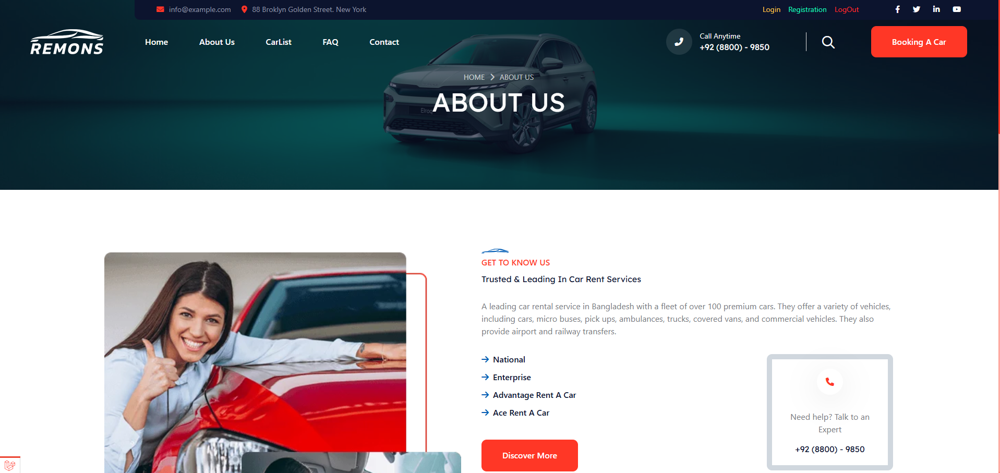 info@example.com
88 Broklyn Golden Street. New York
Login
Registration
LogOut
REMONS
Home
About Us
CarList
FAQ
Contact
Call Anytime
+92 (8800) - 9850
Booking A Car
HOME
ABOUT US
Elroq
ABOUT US
GET TO KNOW US
Trusted & Leading In Car Rent Services
A leading car rental service in Bangladesh with a fleet of over 100 premium cars. They offer a variety of vehicles,
including cars, micro buses, pick ups, ambulances, trucks, covered vans, and commercial vehicles. They also
provide airport and railway transfers.
National
Enterprise
Advantage Rent A Car
Ace Rent A Car
Discover More
Need help? Talk to an
Expert
+92 (8800) - 9850